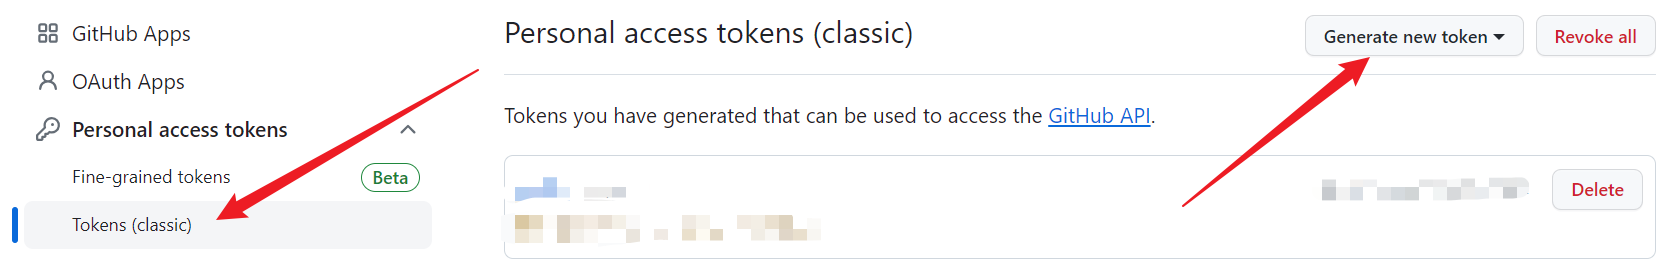 GitHub Apps
OAuth Apps
Personal access tokens
Fine-grained tokens Beta
Tokens (classic)
Personal access tokens (classic)
Generate new token
Revoke all
Tokens you have generated that can be used to access the GitHub API.
Delete